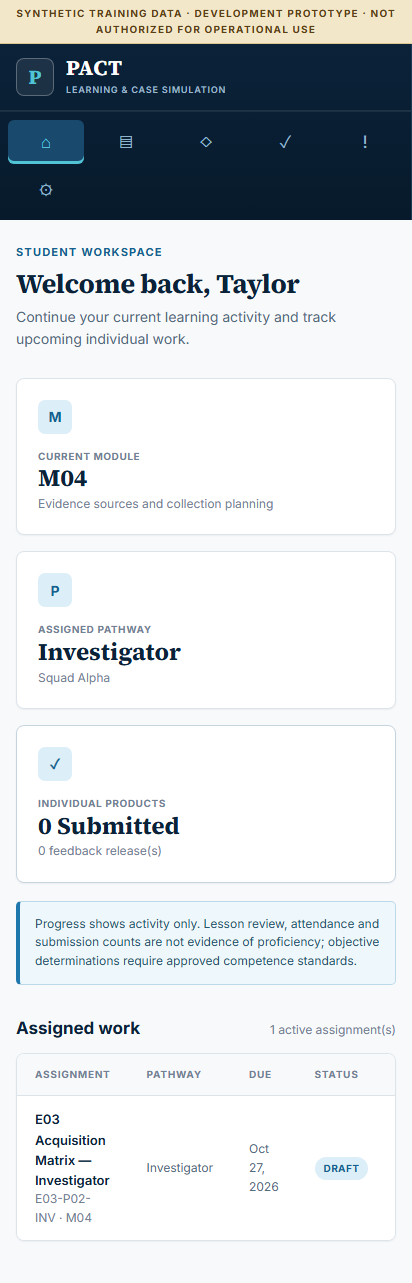 SYNTHETIC TRAINING DATA · DEVELOPMENT PROTOTYPE · NOT
AUTHORIZED FOR OPERATIONAL USE
P
PACT
LEARNING & CASE SIMULATION
STUDENT WORKSPACE
Welcome back, Taylor
Continue your current learning activity and track
upcoming individual work.
M
CURRENT MODULE
M04
Evidence sources and collection planning
P
ASSIGNED PATHWAY
Investigator
Squad Alpha
✓
INDIVIDUAL PRODUCTS
0 Submitted
0 feedback release(s)
Progress shows activity only. Lesson review, attendance and
submission counts are not evidence of proficiency; objective
determinations require approved competence standards.
Assigned work
1 active assignment(s)
ASSIGNMENT PATHWAY DUE STATUS
E03
Acquisition
Matrix —
Investigator
E03-P02-
INV · M04
Investigator
Oct
27,
2026
DRAFT